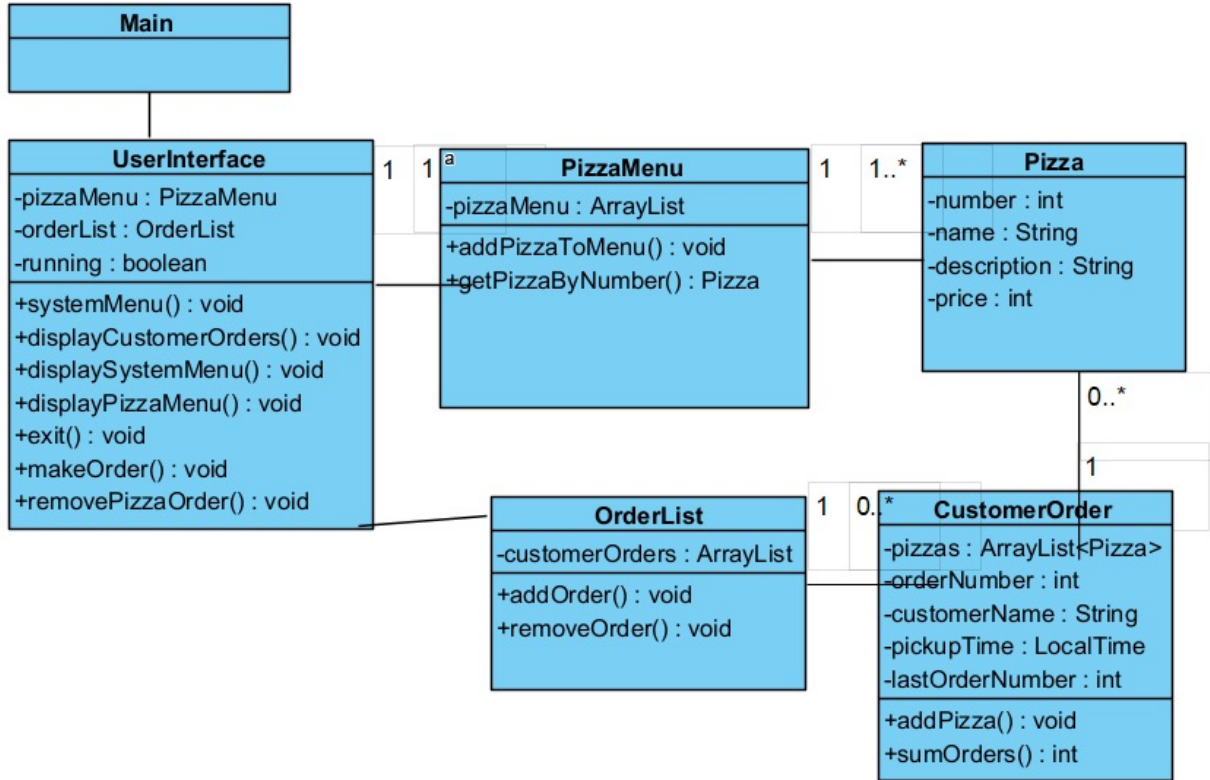 Main
UserInterface
-pizzaMenu : PizzaMenu
-orderList : OrderList
-running : boolean
+systemMenu() : void
+displayCustomerOrders() : void
+displaySystemMenu() : void
+displayPizzaMenu() : void
+exit() : void
+makeOrder() : void
+removePizzaOrder() : void
1 1
a
PizzaMenu
-pizzaMenu : ArrayList
+addPizzaToMenu() : void
+getPizzaByNumber() : Pizza
1 1..*
Pizza
-number : int
-name : String
-description : String
-price : int
0..*
1
OrderList
-customerOrders : ArrayList
+addOrder() : void
+removeOrder() : void
1 0..*
CustomerOrder
-pizzas : ArrayList<Pizza>
-orderNumber : int
-customerName : String
-pickupTime : LocalTime
-lastOrderNumber : int
+addPizza() : void
+sumOrders() : int